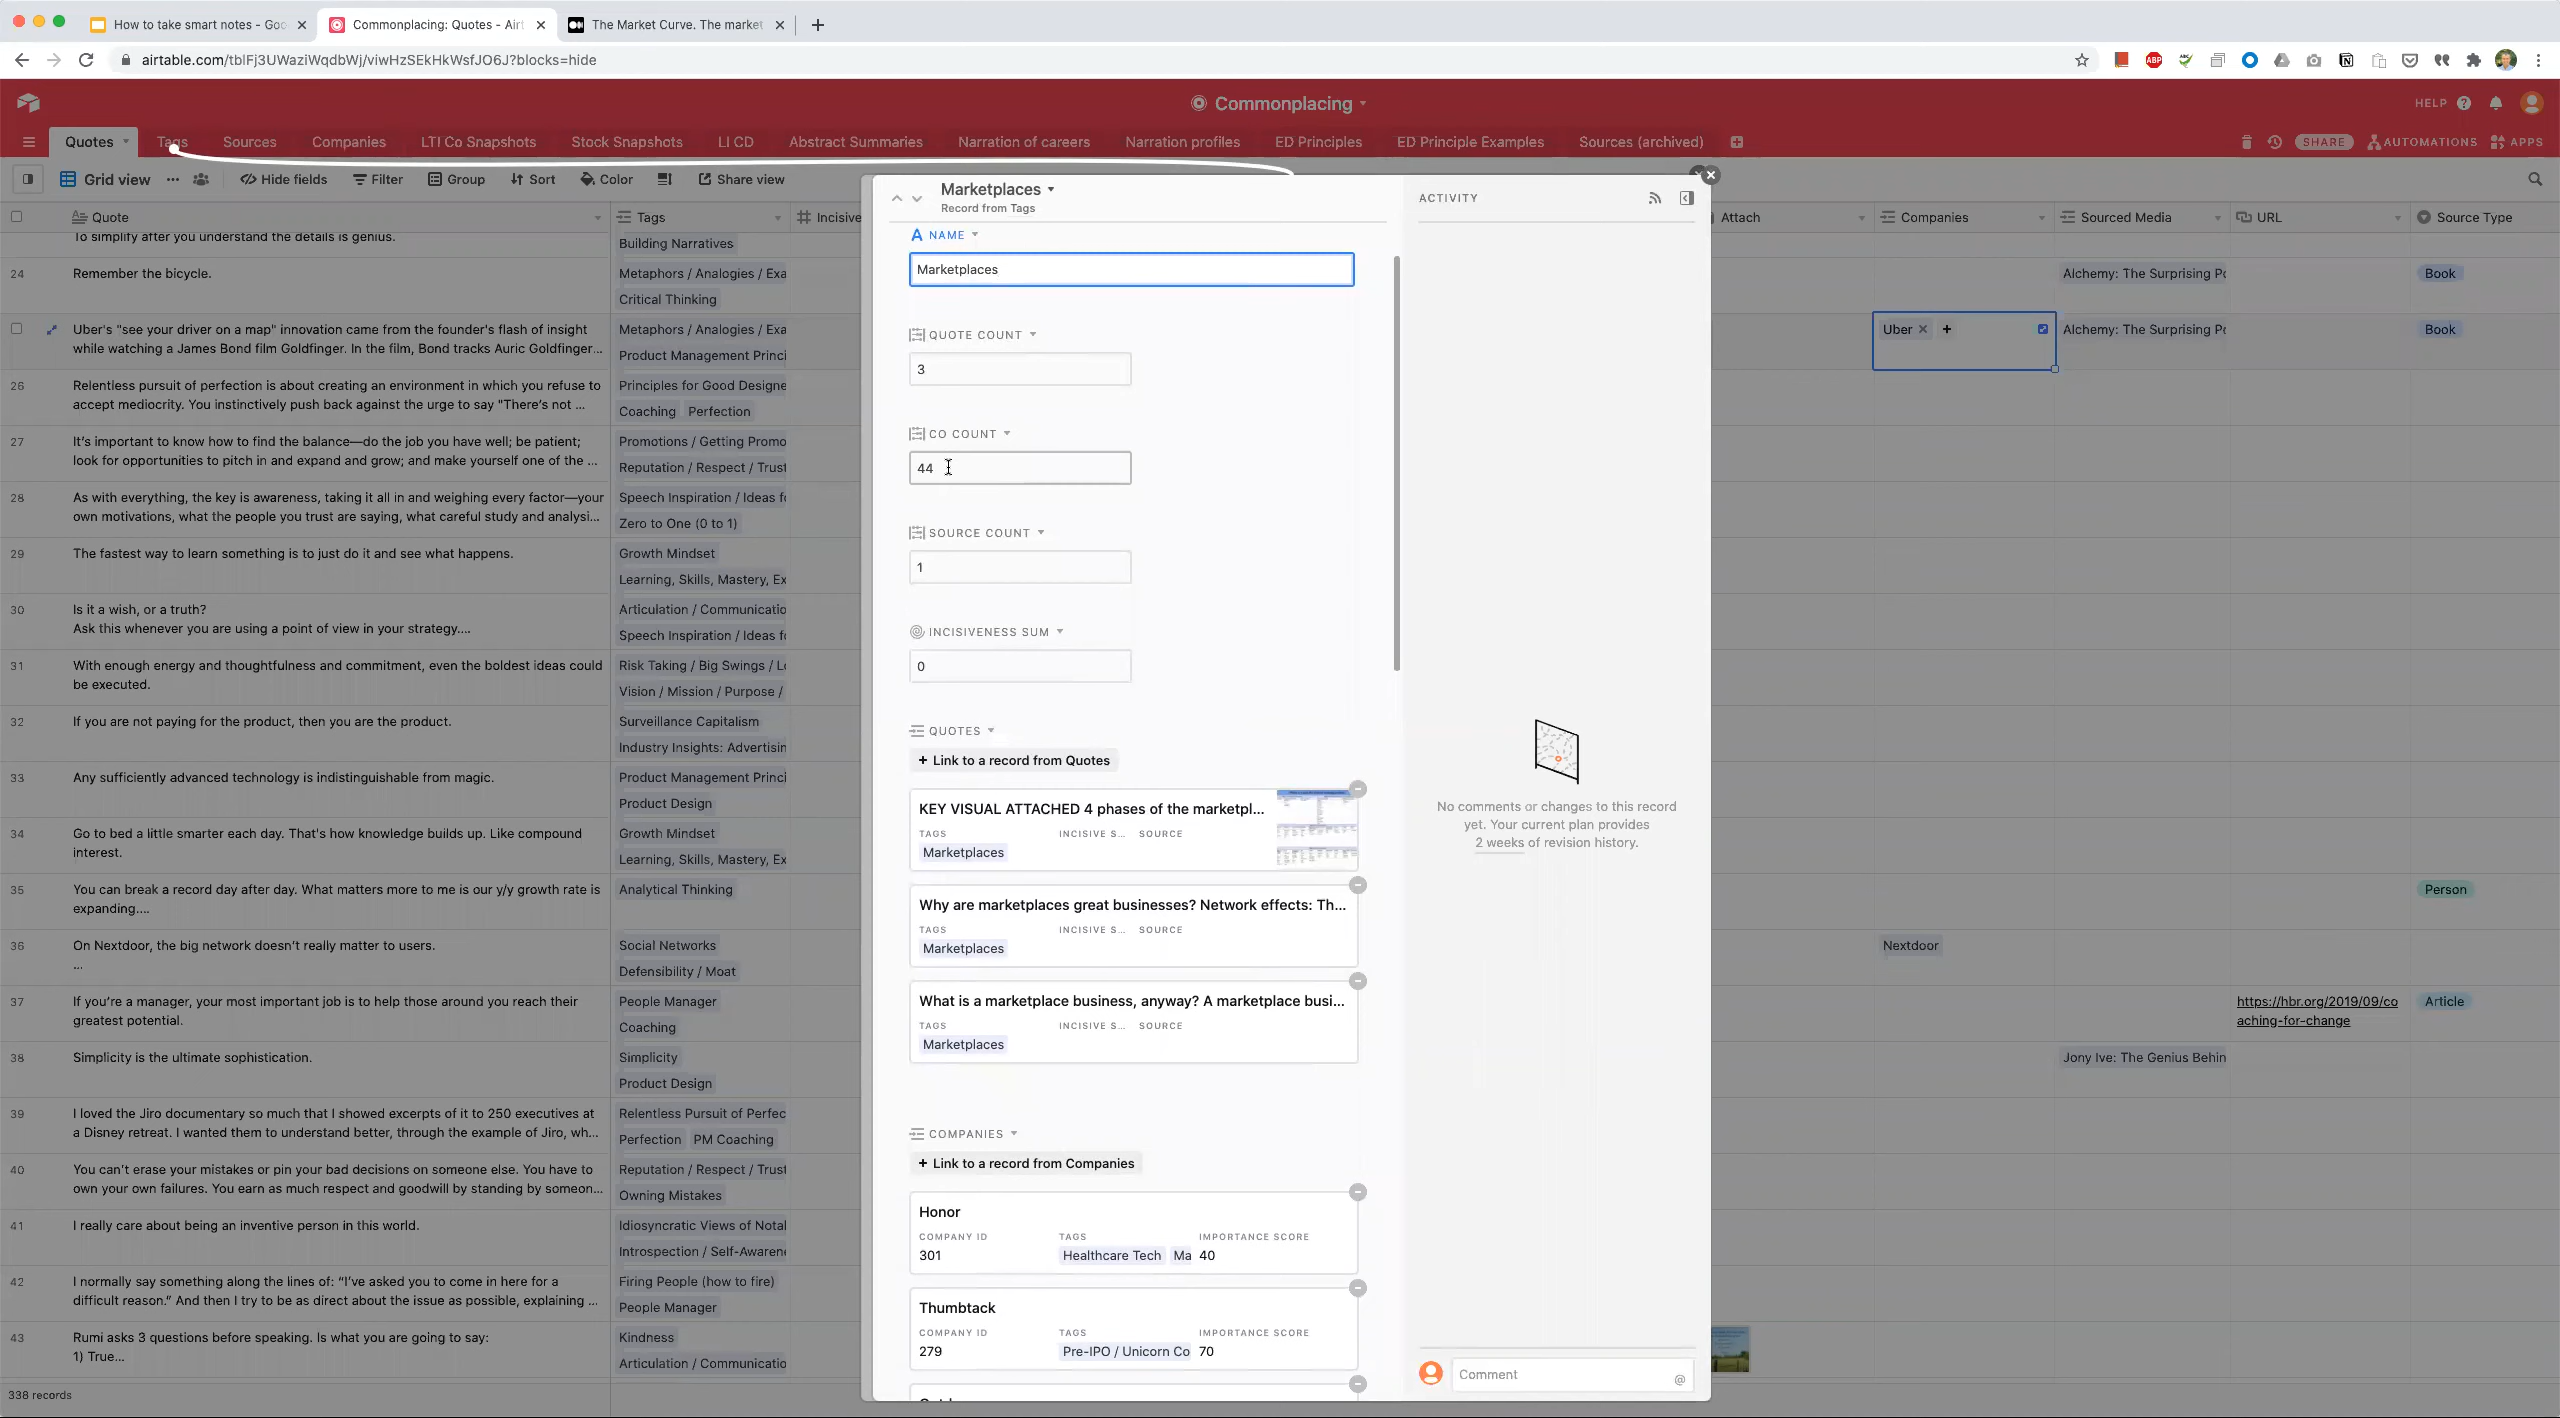 How to take smart notes - Goo
Commonplacing: Quotes - Airt
The Market Curve. The market
airtable.com/tblFj3UWaziWqdbWj/viwHzSEkHkWsfJO6J?blocks=hide
ABP
Commonplacing
HELP
Quotes
Tags
Sources
Companies
LTI Co Snapshots
Stock Snapshots
LI CD
Abstract Summaries
Narration of careers
Narration profiles
ED Principles
ED Principle Examples
Sources (archived)
SHARE
AUTOMATIONS
APPS
Grid view
Hide fields
Filter
Group
Sort
Color
Share view
Quote
Tags
Incisive
Attach
Companies
Sourced Media
URL
Source Type
To simplify after you understand the details is genius.
Building Narratives
24
Remember the bicycle.
Metaphors / Analogies / Exa
Critical Thinking
Alchemy: The Surprising Po
Book
Uber's "see your driver on a map" innovation came from the founder's flash of insight
while watching a James Bond film Goldfinger. In the film, Bond tracks Auric Goldfinger...
Metaphors / Analogies / Exa
Product Management Princi
Uber
Alchemy: The Surprising Po
Book
26
Relentless pursuit of perfection is about creating an environment in which you refuse to
accept mediocrity. You instinctively push back against the urge to say "There's not ...
Principles for Good Designe
Coaching Perfection
27
It's important to know how to find the balance—do the job you have well; be patient;
look for opportunities to pitch in and expand and grow; and make yourself one of the ...
Promotions / Getting Promo
Reputation / Respect / Trust
28
As with everything, the key is awareness, taking it all in and weighing every factor—your
own motivations, what the people you trust are saying, what careful study and analysi...
Speech Inspiration / Ideas fo
Zero to One (0 to 1)
29
The fastest way to learn something is to just do it and see what happens.
Growth Mindset
Learning, Skills, Mastery, Ex
30
Is it a wish, or a truth?
Ask this whenever you are using a point of view in your strategy....
Articulation / Communicatio
Speech Inspiration / Ideas fo
31
With enough energy and thoughtfulness and commitment, even the boldest ideas could
be executed.
Risk Taking / Big Swings / Lo
Vision / Mission / Purpose /
32
If you are not paying for the product, then you are the product.
Surveillance Capitalism
Industry Insights: Advertisin
33
Any sufficiently advanced technology is indistinguishable from magic.
Product Management Princi
Product Design
34
Go to bed a little smarter each day. That's how knowledge builds up. Like compound
interest.
Growth Mindset
Learning, Skills, Mastery, Ex
35
You can break a record day after day. What matters more to me is our y/y growth rate is
expanding....
Analytical Thinking
Person
36
On Nextdoor, the big network doesn't really matter to users.
...
Social Networks
Defensibility / Moat
Nextdoor
37
If you're a manager, your most important job is to help those around you reach their
greatest potential.
People Manager
Coaching
https://hbr.org/2019/09/co
aching-for-change
Article
38
Simplicity is the ultimate sophistication.
Simplicity
Product Design
Jony Ive: The Genius Behin
39
I loved the Jiro documentary so much that I showed excerpts of it to 250 executives at
a Disney retreat. I wanted them to understand better, through the example of Jiro, wh...
Relentless Pursuit of Perfec
Perfection PM Coaching
40
You can't erase your mistakes or pin your bad decisions on someone else. You have to
own your own failures. You earn as much respect and goodwill by standing by someon...
Reputation / Respect / Trust
Owning Mistakes
41
I really care about being an inventive person in this world.
Idiosyncratic Views of Notal
Introspection / Self-Awarene
42
I normally say something along the lines of: “I've asked you to come in here for a
difficult reason.” And then I try to be as direct about the issue as possible, explaining ...
Firing People (how to fire)
People Manager
43
Rumi asks 3 questions before speaking. Is what you are going to say:
1) True...
Kindness
Articulation / Communicatio
338 records
Marketplaces
Record from Tags
NAME
Marketplaces
QUOTE COUNT
3
CO COUNT
44
SOURCE COUNT
1
INCISIVENESS SUM
0
QUOTES
+ Link to a record from Quotes
KEY VISUAL ATTACHED 4 phases of the marketpl...
TAGS INCISIVE S... SOURCE
Marketplaces
Why are marketplaces great businesses? Network effects: Th...
TAGS INCISIVE S... SOURCE
Marketplaces
What is a marketplace business, anyway? A marketplace busi...
TAGS INCISIVE S... SOURCE
Marketplaces
COMPANIES
+ Link to a record from Companies
Honor
COMPANY ID TAGS IMPORTANCE SCORE
301 Healthcare Tech Ma 40
Thumbtack
COMPANY ID TAGS IMPORTANCE SCORE
279 Pre-IPO / Unicorn Co 70
ACTIVITY
No comments or changes to this record
yet. Your current plan provides
2 weeks of revision history.
Comment
@